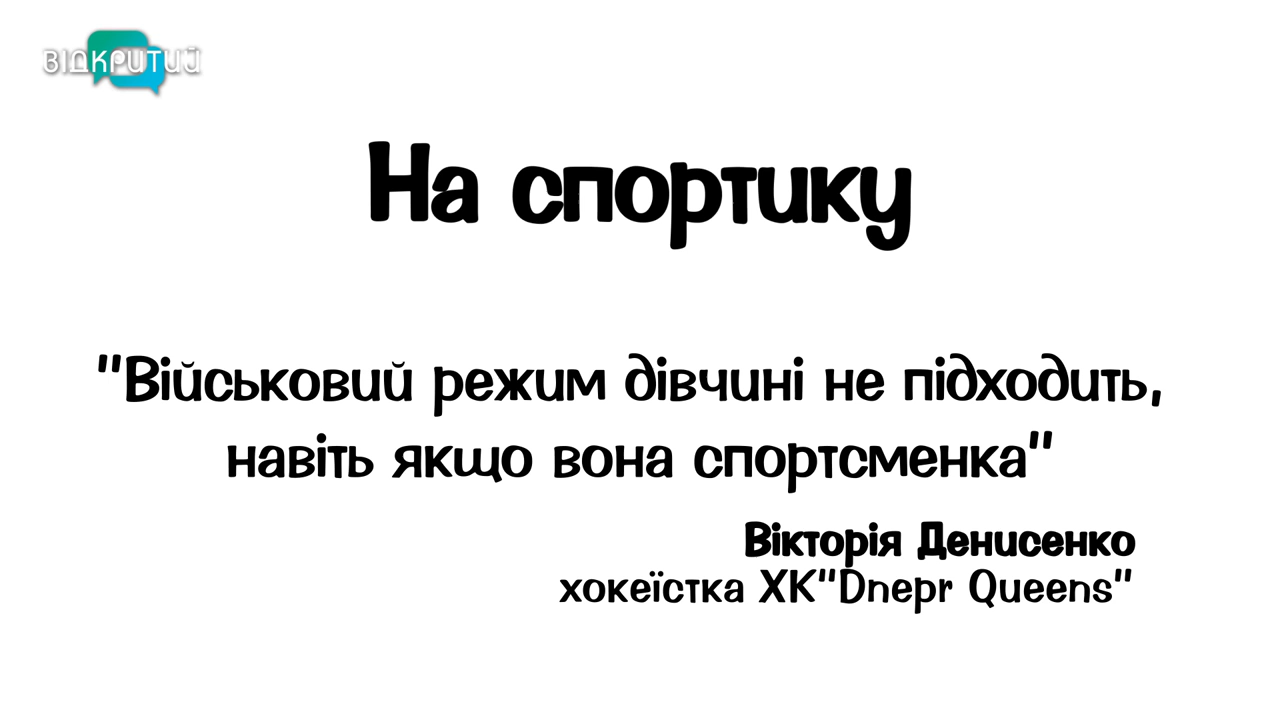 ВІДКРИТИЙ
На спортику
"Військовий режим дівчині не підходить,
навіть якщо вона спортсменка"
Вікторія Денисенко
хокеїстка ХК"Dnepr Queens"